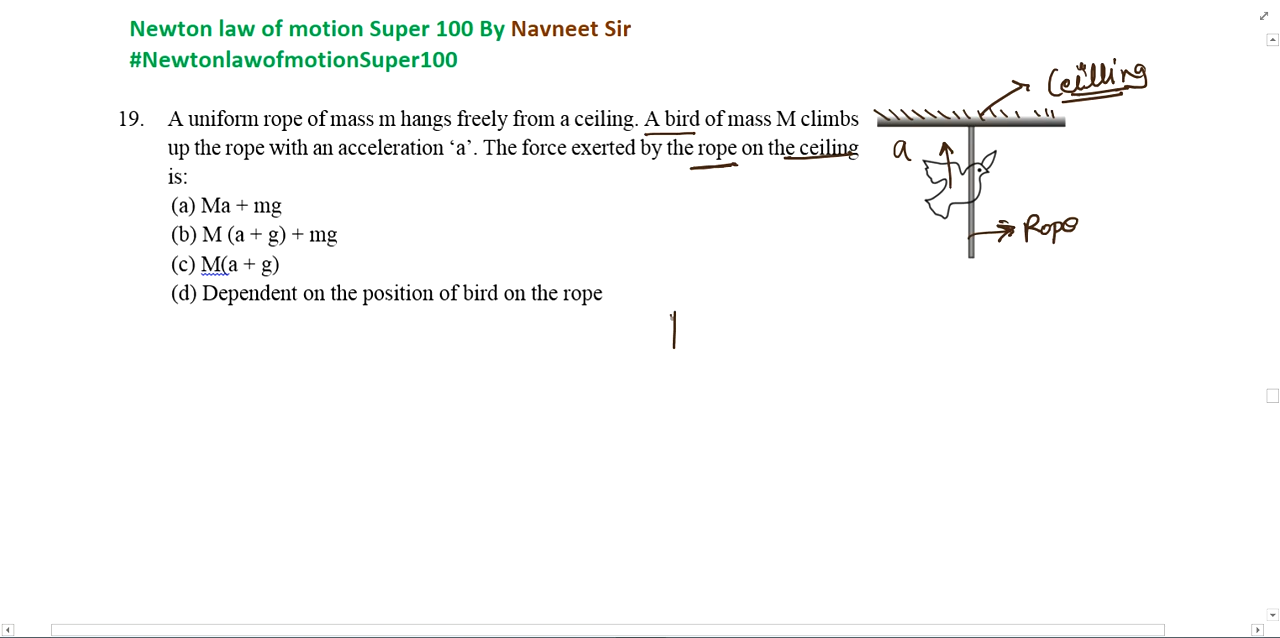 Newton law of motion Super 100 By Navneet Sir
#NewtonlawofmotionSuper100
Ceilling
19. A uniform rope of mass m hangs freely from a ceiling. A bird of mass M climbs
up the rope with an acceleration ‘a’. The force exerted by the rope on the ceiling
is:
a
(a) Ma + mg
(b) M (a + g) + mg
(c) M(a + g)
(d) Dependent on the position of bird on the rope
Rope